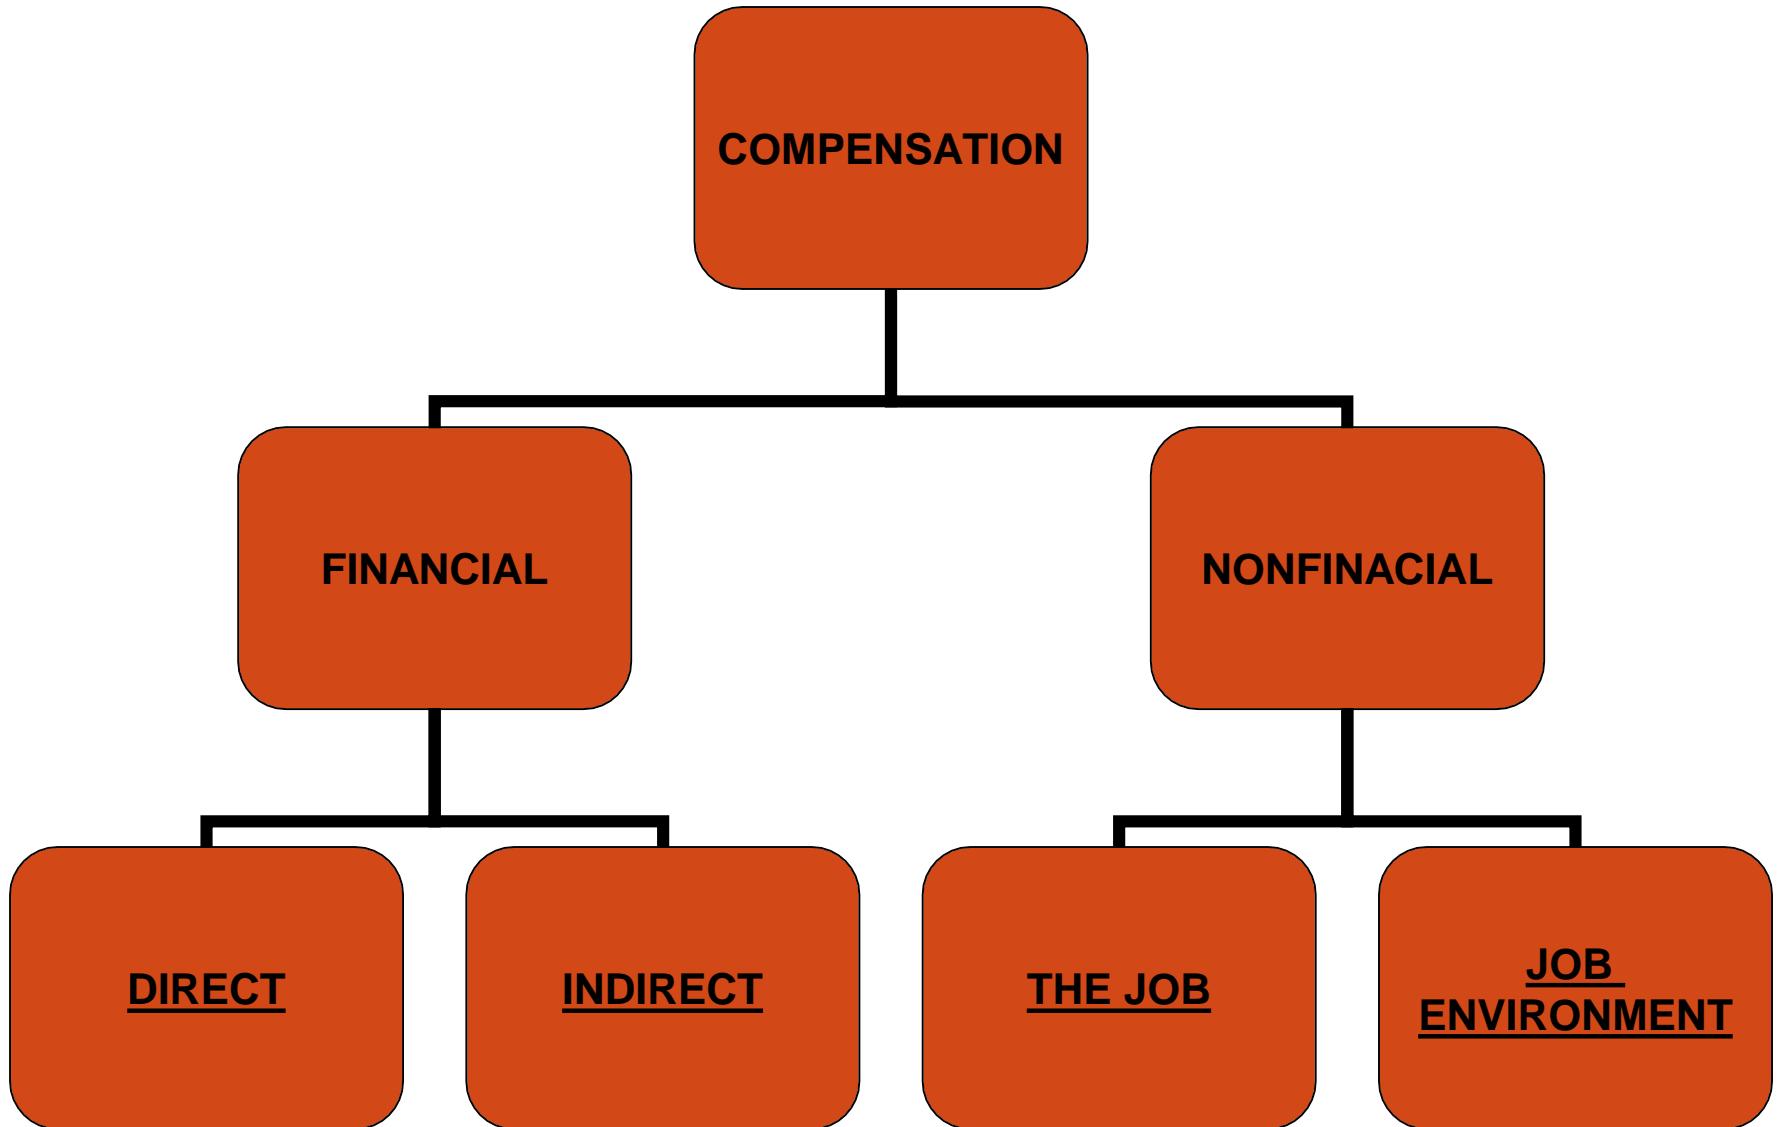 COMPENSATION
FINANCIAL
NONFINACIAL
DIRECT
INDIRECT
THE JOB
JOB
ENVIRONMENT